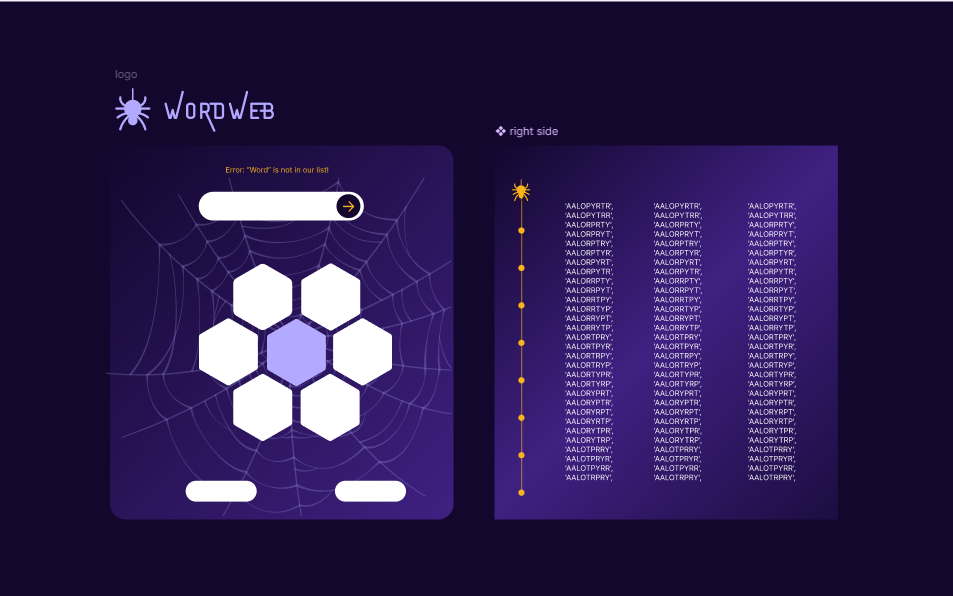 logo
WORDWEB
right side
Error: "Word" is not in our list!
'AALOPYRTR',
'AALOPYTRR',
'AALORPRTY',
'AALORPRYT',
'AALORPTRY',
'AALORPTYR',
'AALORPYRT',
'AALORPYTR',
'AALORRPTY',
'AALORRPYT',
'AALORRTPY',
'AALORRTYP',
'AALORRYPT',
'AALORRYTP',
'AALORTPRY',
'AALORTPYR',
'AALORTRPY',
'AALORTRYP',
'AALORTYPR',
'AALORTYRP',
'AALORYPRT',
'AALORYPTR',
'AALORYRPT',
'AALORYRTP',
'AALORYTPR',
'AALORYTRP',
'AALOTPRRY',
'AALOTPRYR',
'AALOTPYRR',
'AALOTRPRY',
'AALOPYRTR',
'AALOPYTRR',
'AALORPRTY',
'AALORPRYT',
'AALORPTRY',
'AALORPTYR',
'AALORPYRT',
'AALORPYTR',
'AALORRPTY',
'AALORRPYT',
'AALORRTPY',
'AALORRTYP',
'AALORRYPT',
'AALORRYTP',
'AALORTPRY',
'AALORTPYR',
'AALORTRPY',
'AALORTRYP',
'AALORTYPR',
'AALORTYRP',
'AALORYPRT',
'AALORYPTR',
'AALORYRPT',
'AALORYRTP',
'AALORYTPR',
'AALORYTRP',
'AALOTPRRY',
'AALOTPRYR',
'AALOTPYRR',
'AALOTRPRY',
'AALOPYRTR',
'AALOPYTRR',
'AALORPRTY',
'AALORPRYT',
'AALORPTRY',
'AALORPTYR',
'AALORPYRT',
'AALORPYTR',
'AALORRPTY',
'AALORRPYT',
'AALORRTPY',
'AALORRTYP',
'AALORRYPT',
'AALORRYTP',
'AALORTPRY',
'AALORTPYR',
'AALORTRPY',
'AALORTRYP',
'AALORTYPR',
'AALORTYRP',
'AALORYPRT',
'AALORYPTR',
'AALORYRPT',
'AALORYRTP',
'AALORYTPR',
'AALORYTRP',
'AALOTPRRY',
'AALOTPRYR',
'AALOTPYRR',
'AALOTRPRY',